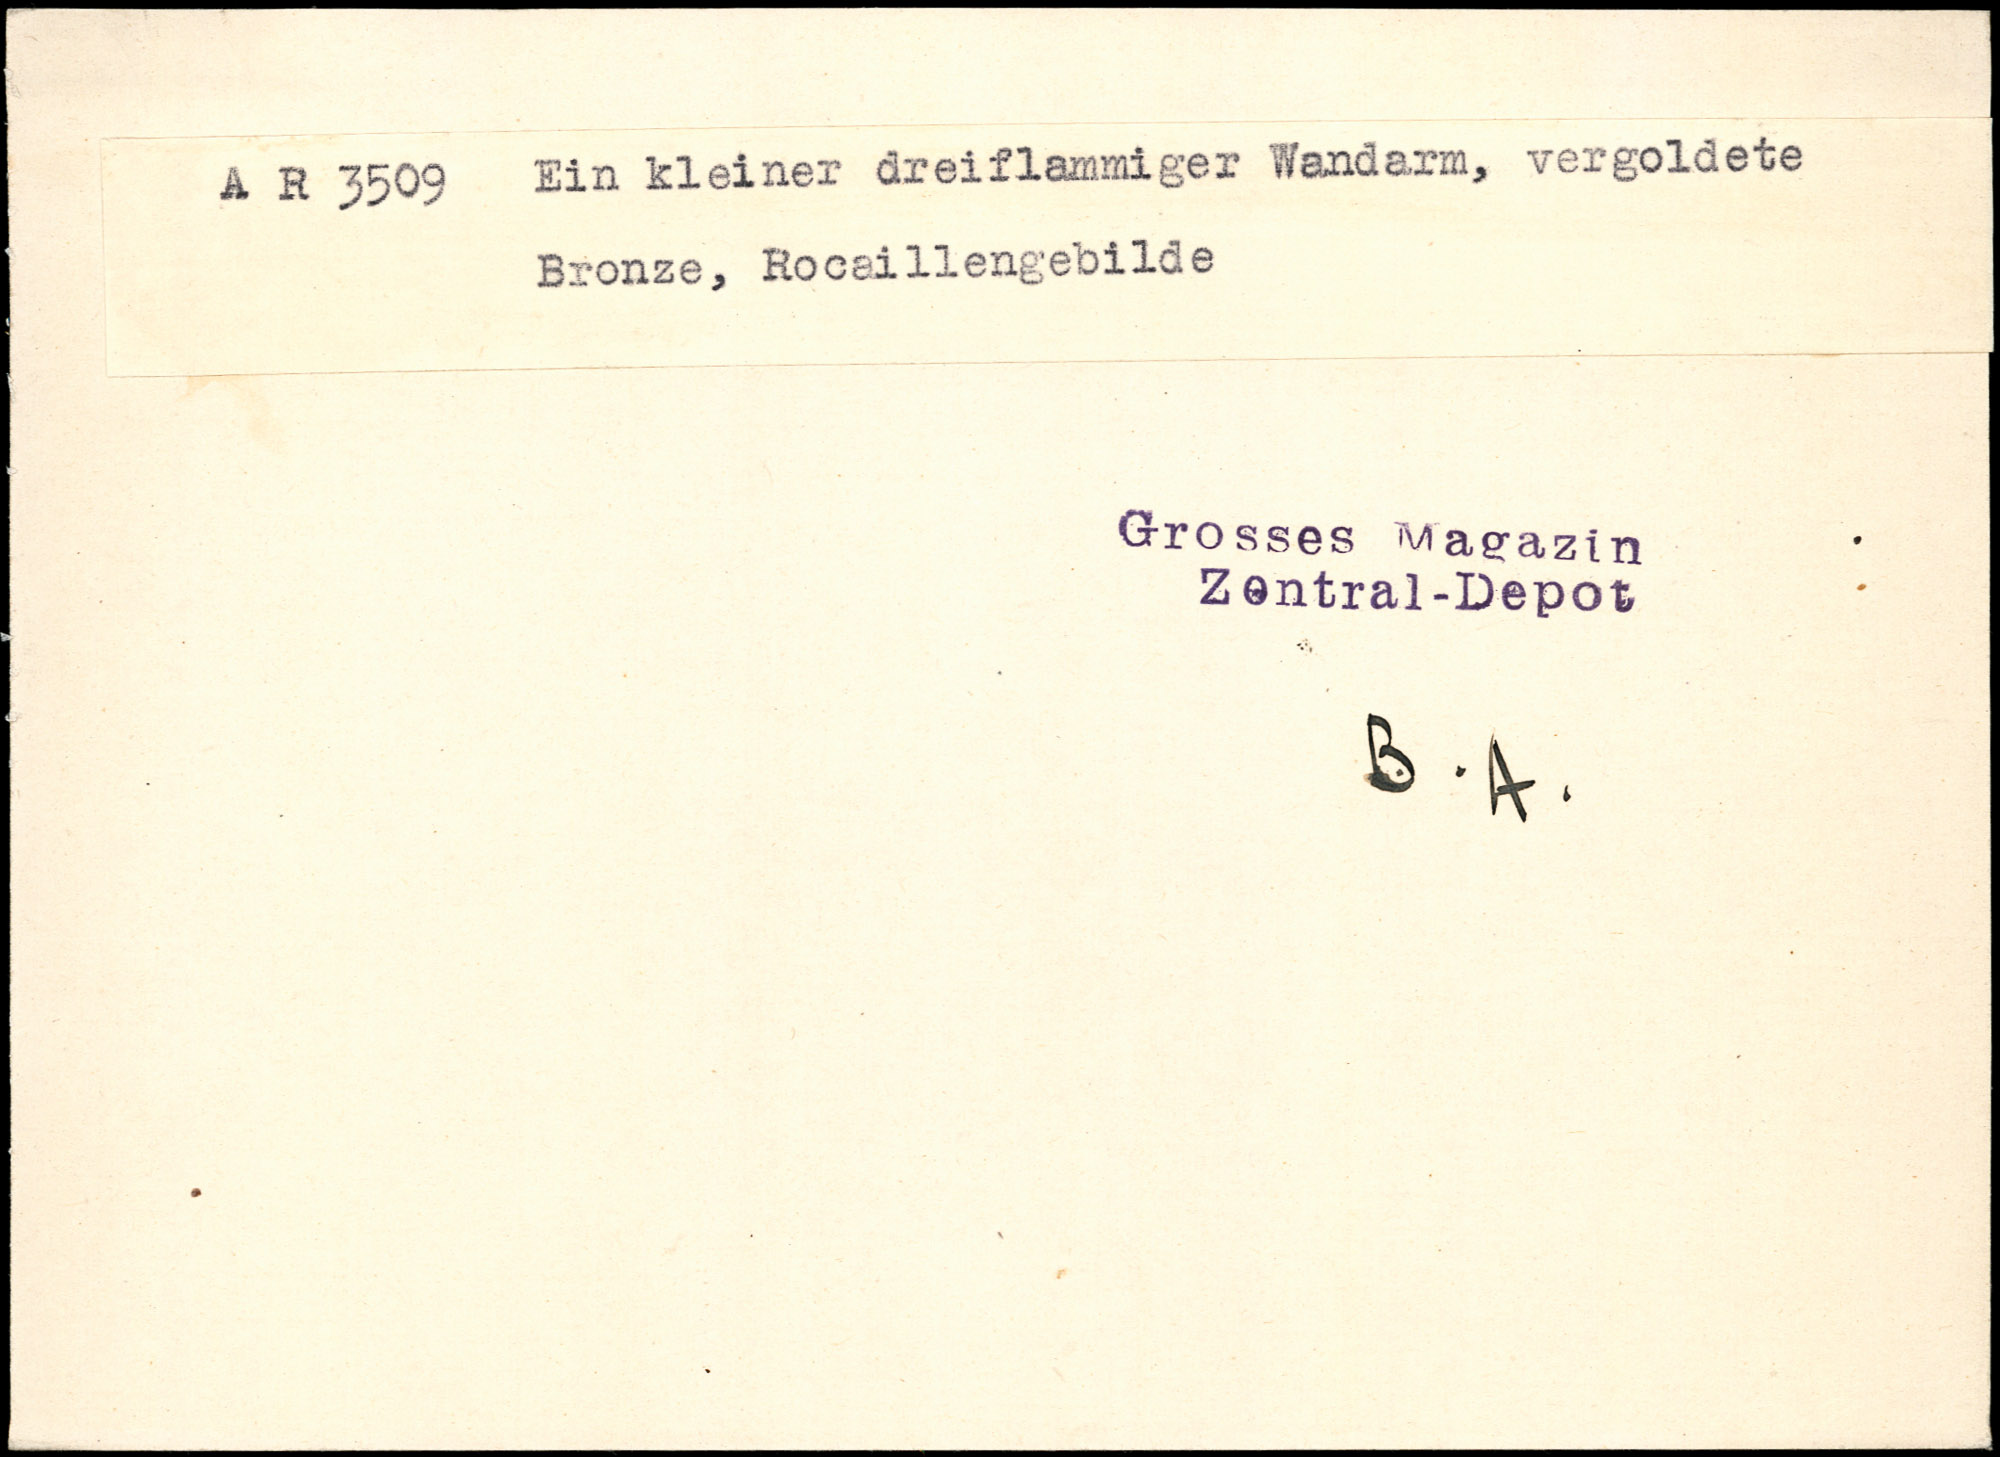 A R 3509 Ein kleiner dreiflammiger Wandarm, vergoldete
Bronze, Rocaillengebilde
Grosses Magazin
Zentral-Depot
B. A.